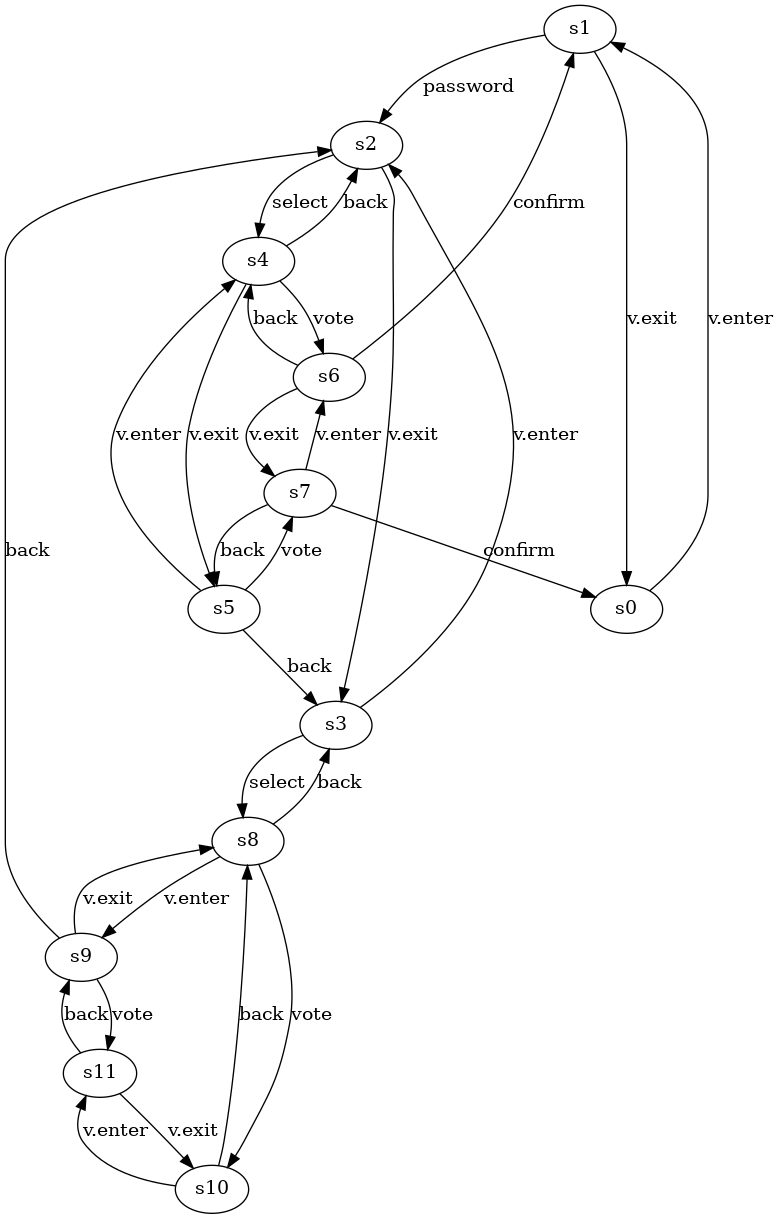 s1
password
s2
select
back
confirm
s4
back
vote
v.exit
v.enter
s6
v.enter
v.exit
v.exit
v.enter
v.exit
v.enter
s7
back
back
vote
confirm
s5
s0
back
s3
select
back
s8
v.exit
v.enter
s9
back
vote
back
vote
s11
v.enter
v.exit
s10